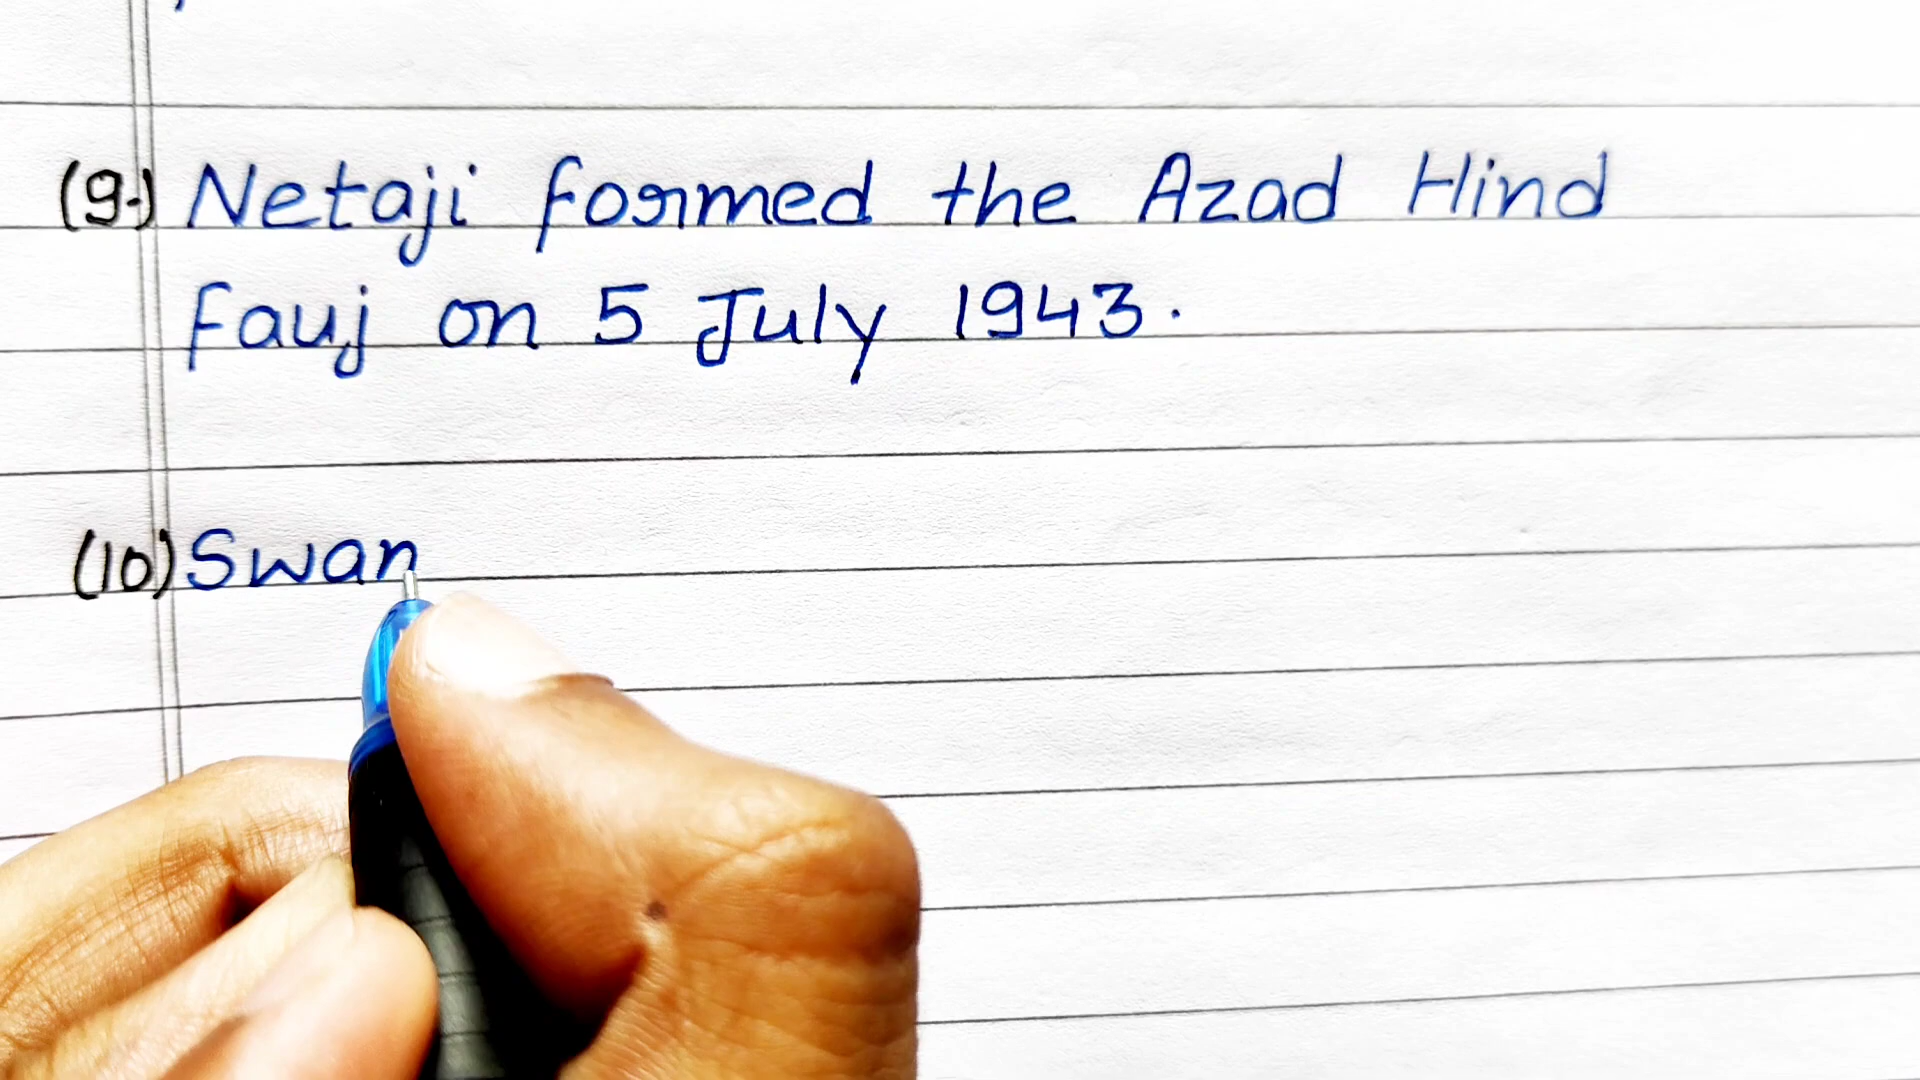 (9.) Netaji formed the Azad Hind
Fauj on 5 July 1943.
(10) Swan